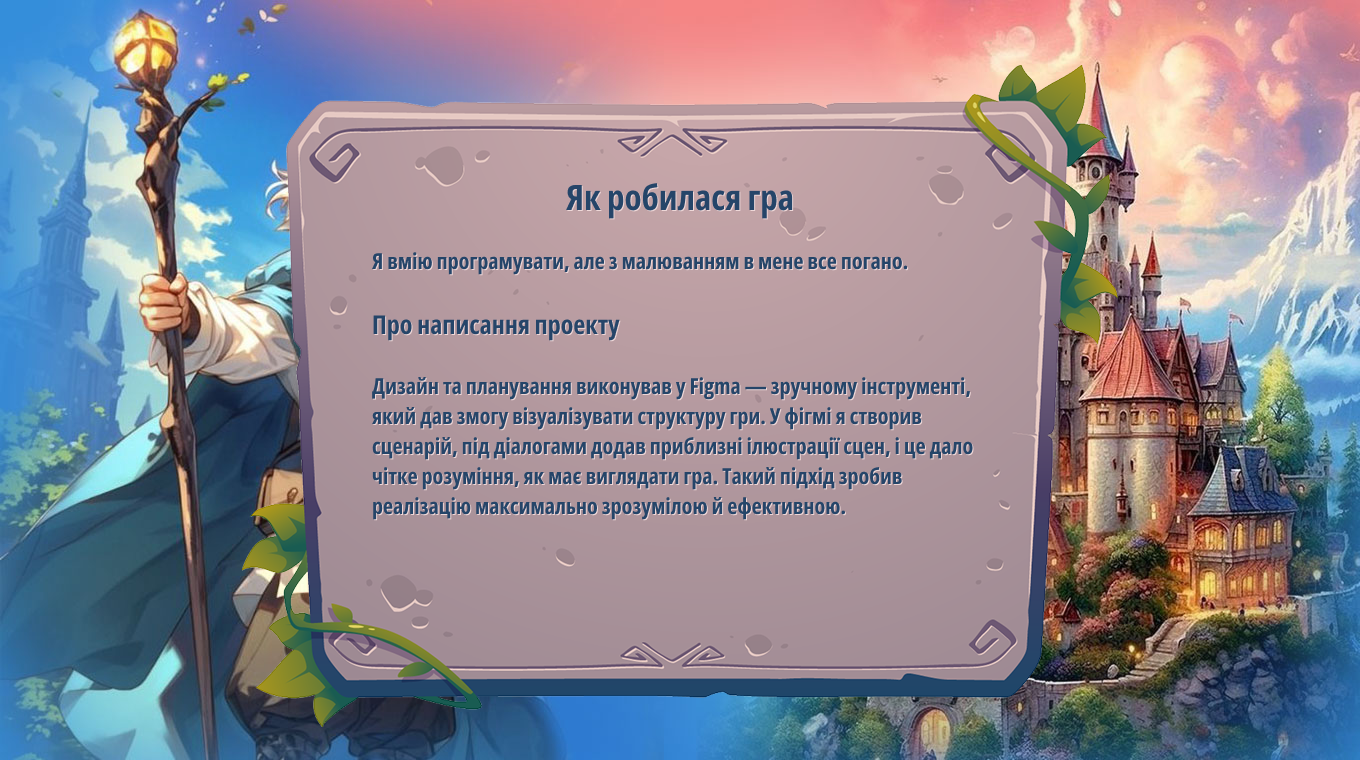 Як робилася гра
Я вмію програмувати, але з малюванням в мене все погано.
Про написання проекту
Дизайн та планування виконував у Figma — зручному інструменті,
який дав змогу візуалізувати структуру гри. У фігмі я створив
сценарій, під діалогами додав приблизні ілюстрації сцен, і це дало
чітке розуміння, як має виглядати гра. Такий підхід зробив
реалізацію максимально зрозумілою й ефективною.